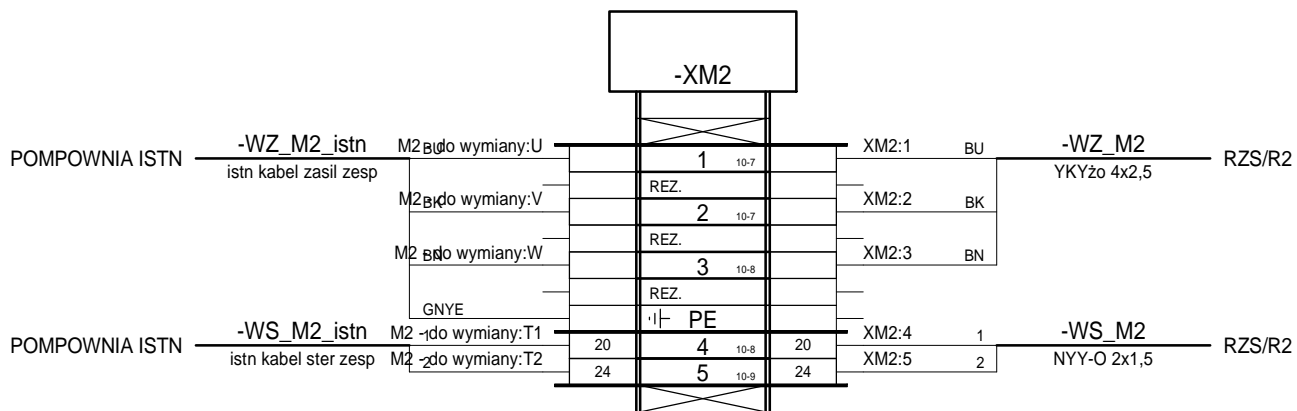 -XM2
POMPOWNIA ISTN -WZ_M2_istn M2 - do wymiany:U BU 1 10-7 XM2:1 BU -WZ_M2 RZS/R2
istn kabel zasil zesp YKYżo 4x2,5
REZ.
M2 - do wymiany:V BK 2 10-7 XM2:2 BK
REZ.
M2 - do wymiany:W BN 3 10-8 XM2:3 BN
REZ.
GNYE PE
POMPOWNIA ISTN -WS_M2_istn M2 - do wymiany:T1 1 20 4 10-8 20 XM2:4 1 -WS_M2 RZS/R2
istn kabel ster zesp M2 - do wymiany:T2 2 24 5 10-9 24 XM2:5 2 NYY-O 2x1,5